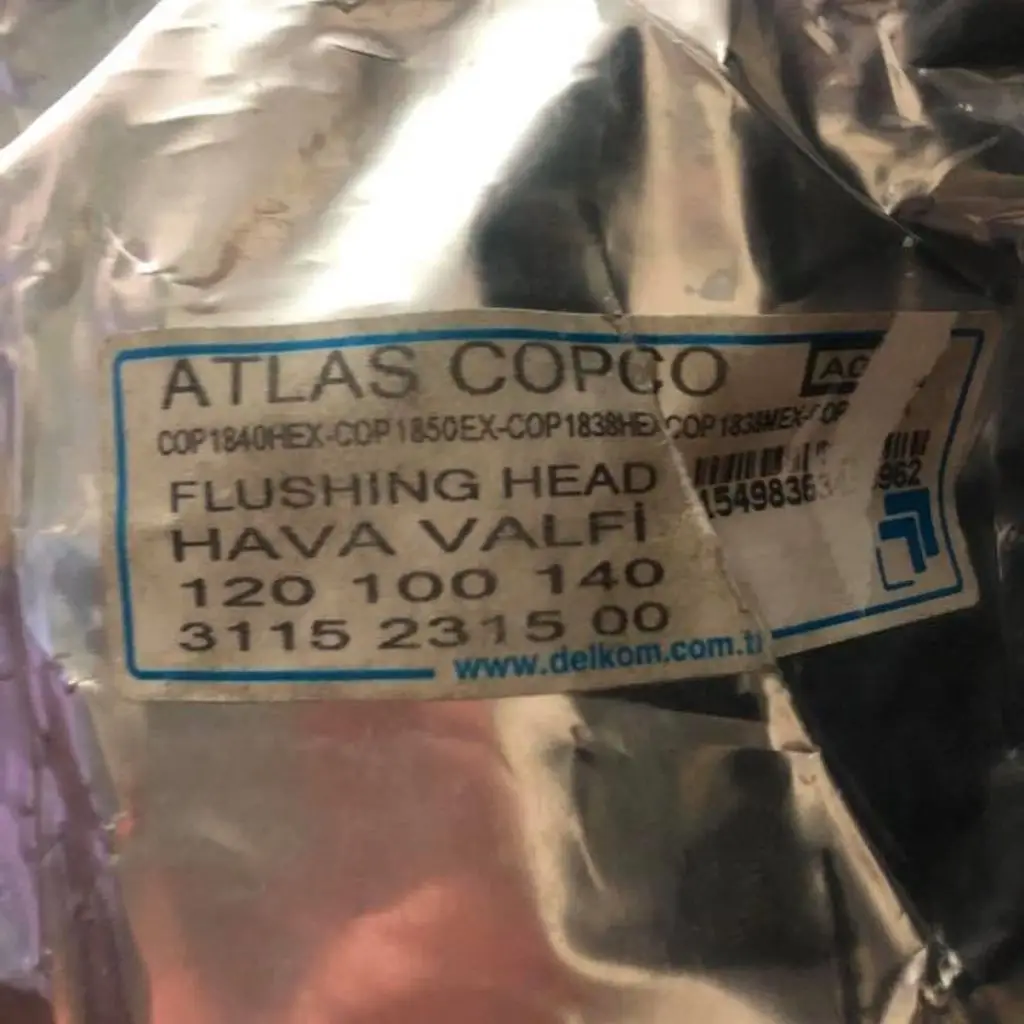 ATLAS COPCO
COP1840HEX-COP1850EX-COP1838HEX COP1838MEX-COP
FLUSHING HEAD
HAVA VALFİ
120 100 140
3115 2315 00
www.delkom.com.tr